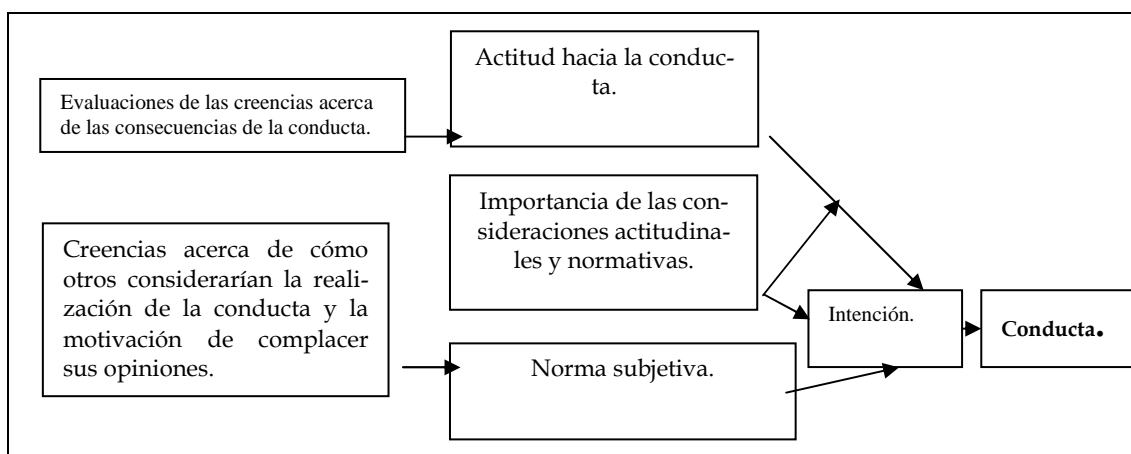 Evaluaciones de las creencias acerca
de las consecuencias de la conducta.
Actitud hacia la conduc-
ta.
Importancia de las con-
sideraciones actitudina-
les y normativas.
Creencias acerca de cómo
otros considerarían la reali-
zación de la conducta y la
motivación de complacer
sus opiniones.
Norma subjetiva.
Intención.
Conducta.